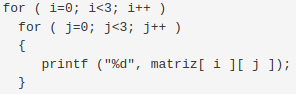 for ( i=0; i<3; i++ )
  for ( j=0; j<3; j++ )
  {
     printf ("%d", matriz[ i ][ j ]);
  }